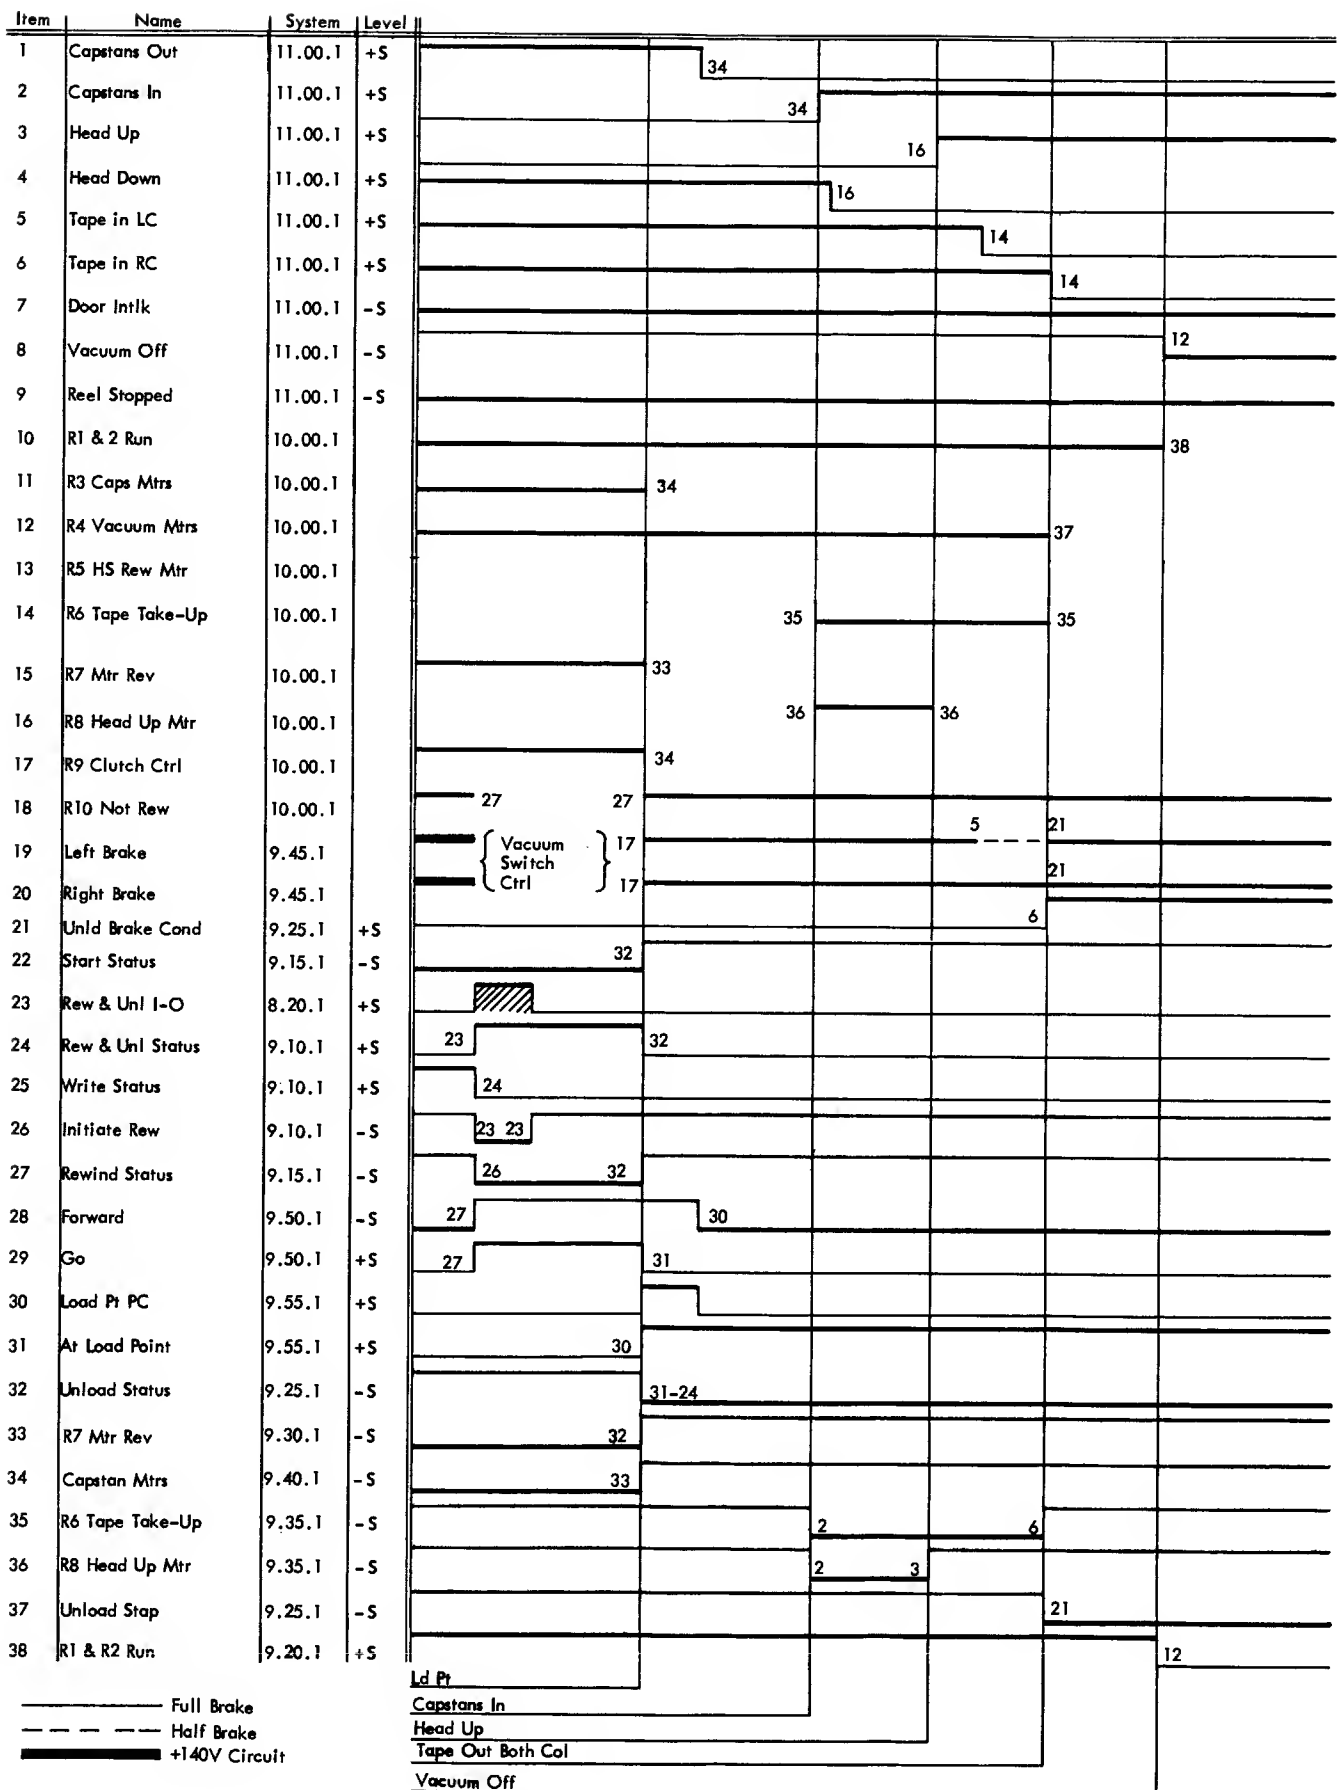 Item Name System Level
1 Capstans Out 11.00.1 +S 34
2 Capstans In 11.00.1 +S 34
3 Head Up 11.00.1 +S 16
4 Head Down 11.00.1 +S 16
5 Tape in LC 11.00.1 +S 14
6 Tape in RC 11.00.1 +S 14
7 Door Intlk 11.00.1 -S
8 Vacuum Off 11.00.1 -S 12
9 Reel Stopped 11.00.1 -S
10 R1 & 2 Run 10.00.1 38
11 R3 Caps Mtrs 10.00.1 34
12 R4 Vacuum Mtrs 10.00.1 37
13 R5 HS Rew Mtr 10.00.1
14 R6 Tape Take-Up 10.00.1 35 35
15 R7 Mtr Rev 10.00.1 33
16 R8 Head Up Mtr 10.00.1 36 36
17 R9 Clutch Ctrl 10.00.1 34
18 R10 Not Rew 10.00.1 27 27
19 Left Brake 9.45.1 Vacuum Switch Ctrl 17 5 21
20 Right Brake 9.45.1 17 21
21 Unld Brake Cond 9.25.1 +S 6
22 Start Status 9.15.1 -S 32
23 Rew & Unl I-O 8.20.1 +S
24 Rew & Unl Status 9.10.1 +S 23 32
25 Write Status 9.10.1 +S 24
26 Initiate Rew 9.10.1 -S 23 23
27 Rewind Status 9.15.1 -S 26 32
28 Forward 9.50.1 -S 27 30
29 Go 9.50.1 +S 27 31
30 Load Pt PC 9.55.1 +S
31 At Load Point 9.55.1 +S 30
32 Unload Status 9.25.1 -S 31-24
33 R7 Mtr Rev 9.30.1 -S 32
34 Capstan Mtrs 9.40.1 -S 33
35 R6 Tape Take-Up 9.35.1 -S 2 6
36 R8 Head Up Mtr 9.35.1 -S 2 3
37 Unload Stap 9.25.1 -S 21
38 R1 & R2 Run 9.20.1 +S 12
Ld Pt
Full Brake Capstans In
Half Brake Head Up
+140V Circuit Tape Out Both Col
Vacuum Off